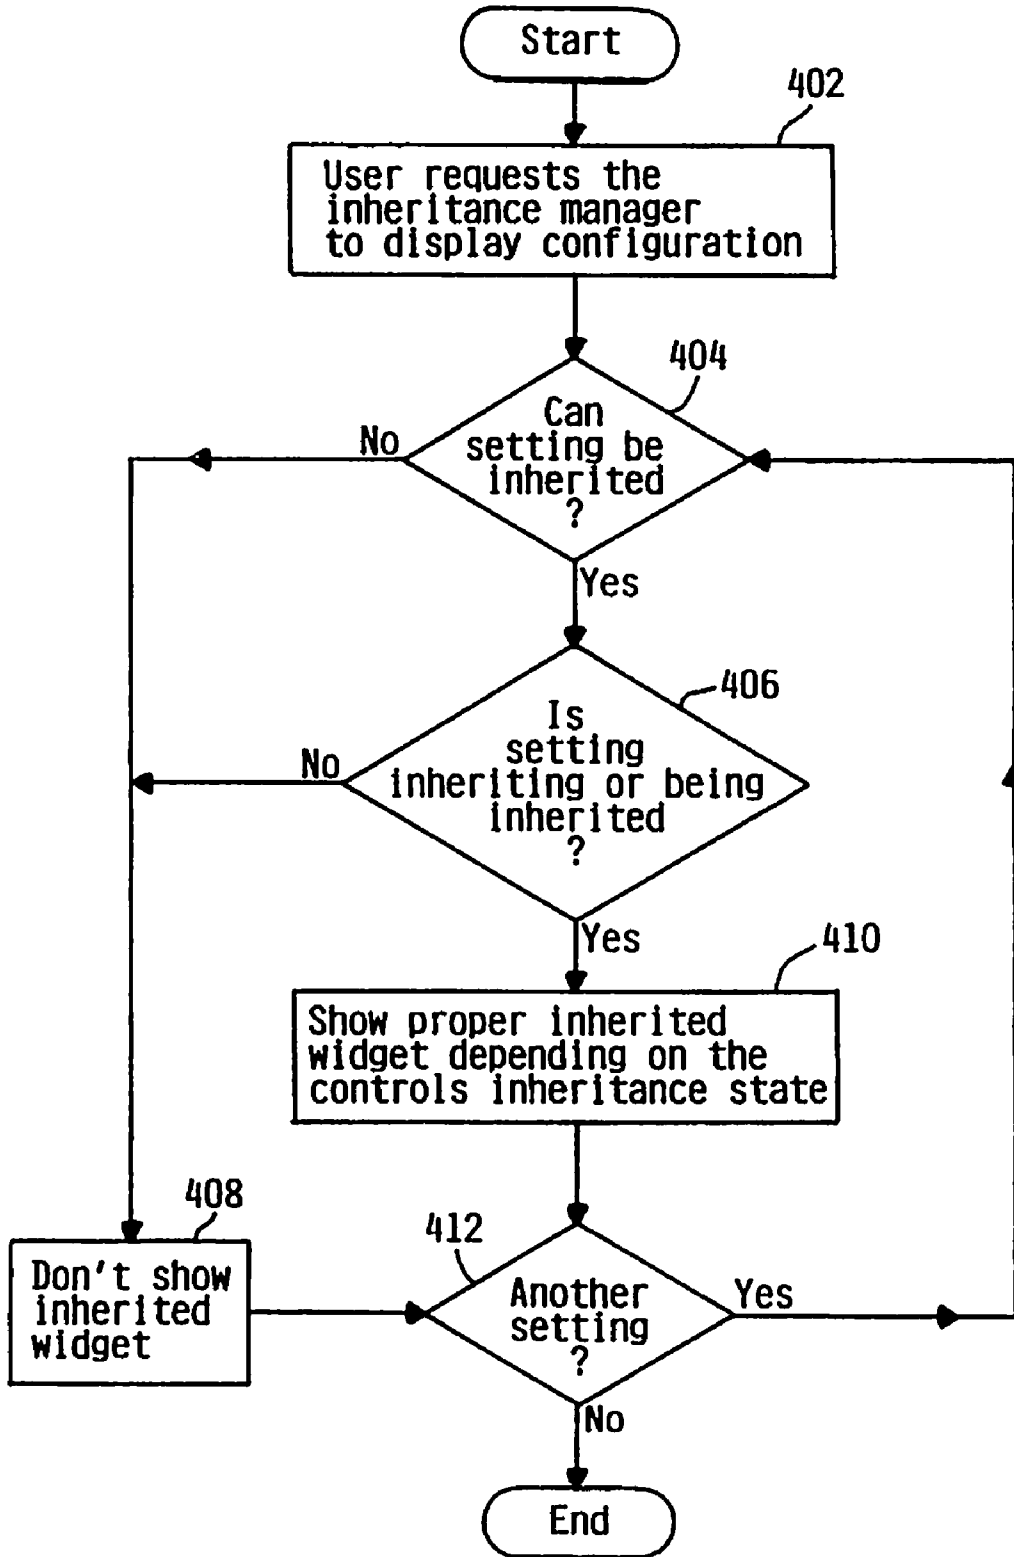 Start
402
User requests the
inheritance manager
to display configuration
404
Can
setting be
inherited
?
No
Yes
406
Is
setting
inheriting or being
inherited
?
No
Yes
410
Show proper inherited
widget depending on the
controls inheritance state
408
Don't show
inherited
widget
412
Another
setting
?
Yes
No
End